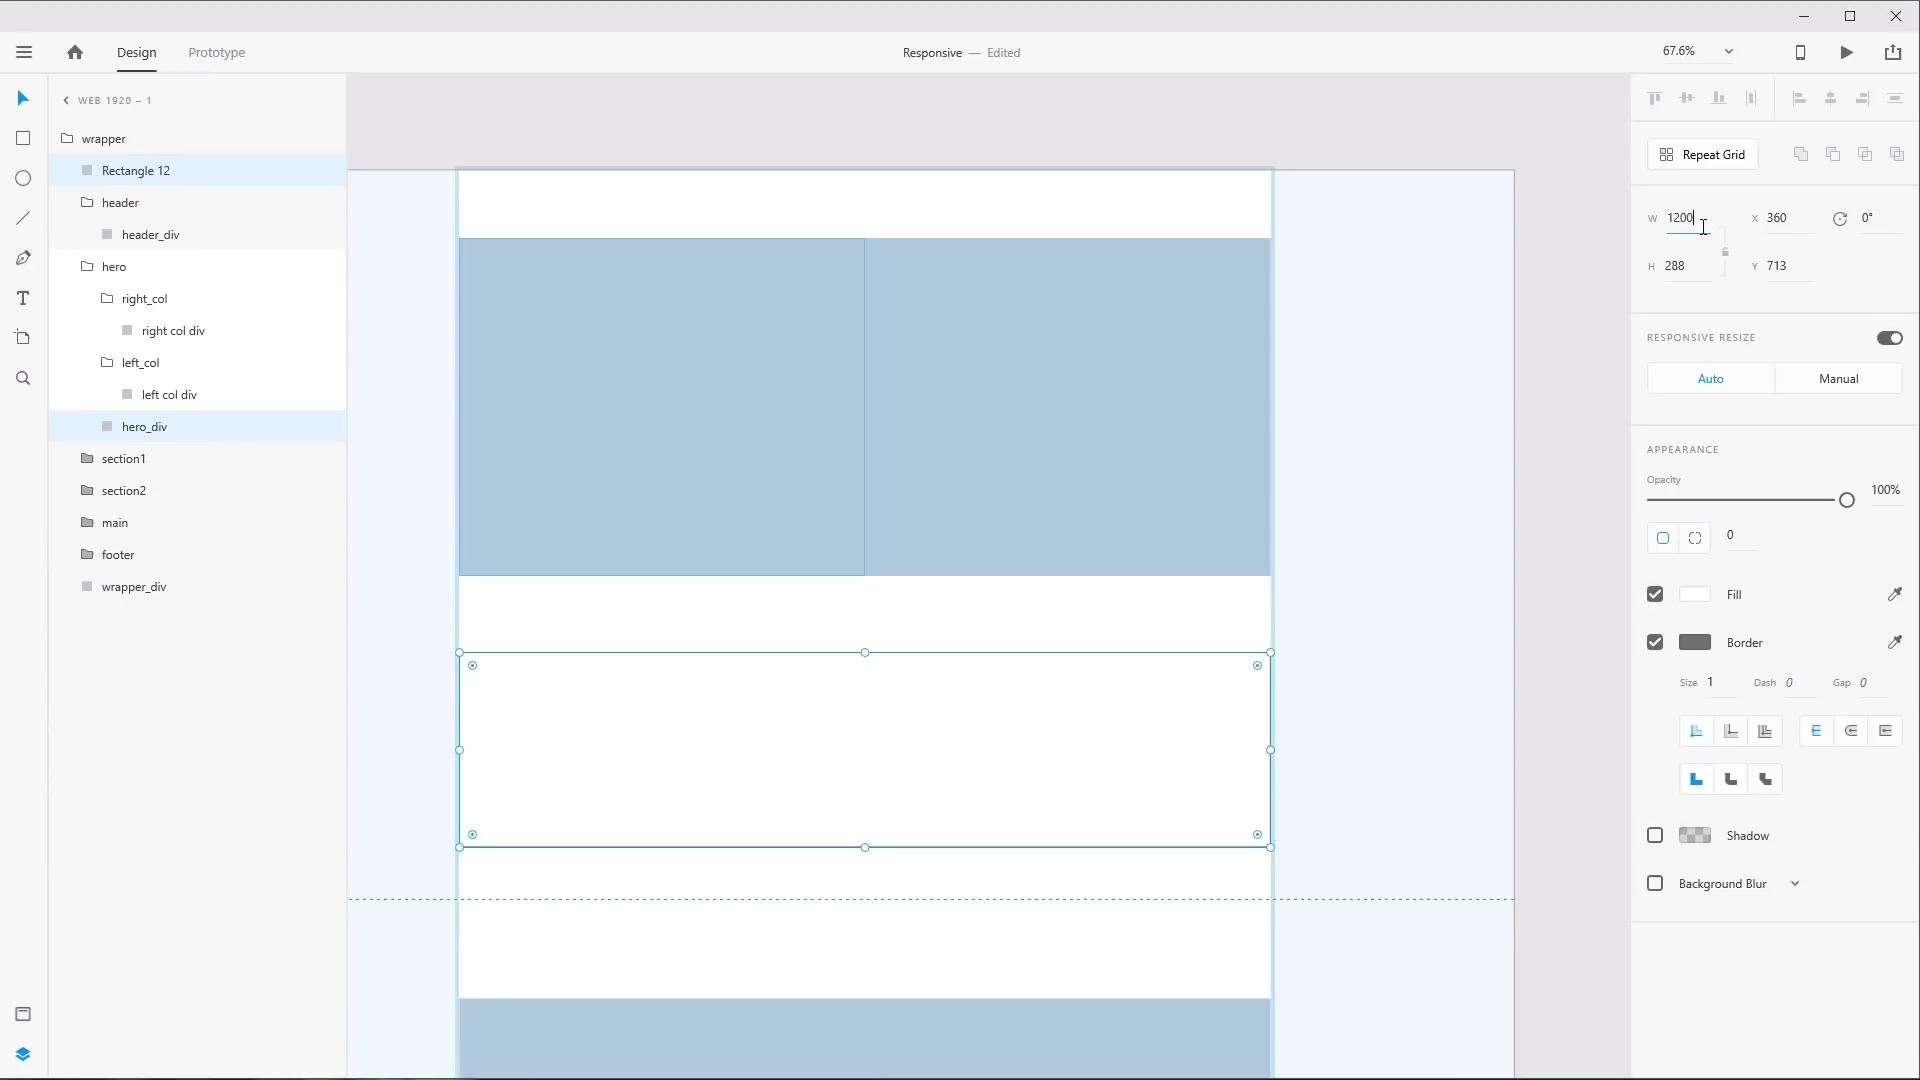 Design
Prototype
Responsive — Edited
67.6%
WEB 1920 – 1
wrapper
Rectangle 12
header
header_div
hero
right_col
right col div
left_col
left col div
hero_div
section1
section2
main
footer
wrapper_div
Repeat Grid
W 1200 X 360 0°
H 288 Y 713
RESPONSIVE RESIZE
Auto Manual
APPEARANCE
Opacity
100%
0
Fill
Border
Size 1 Dash 0 Gap 0
Shadow
Background Blur